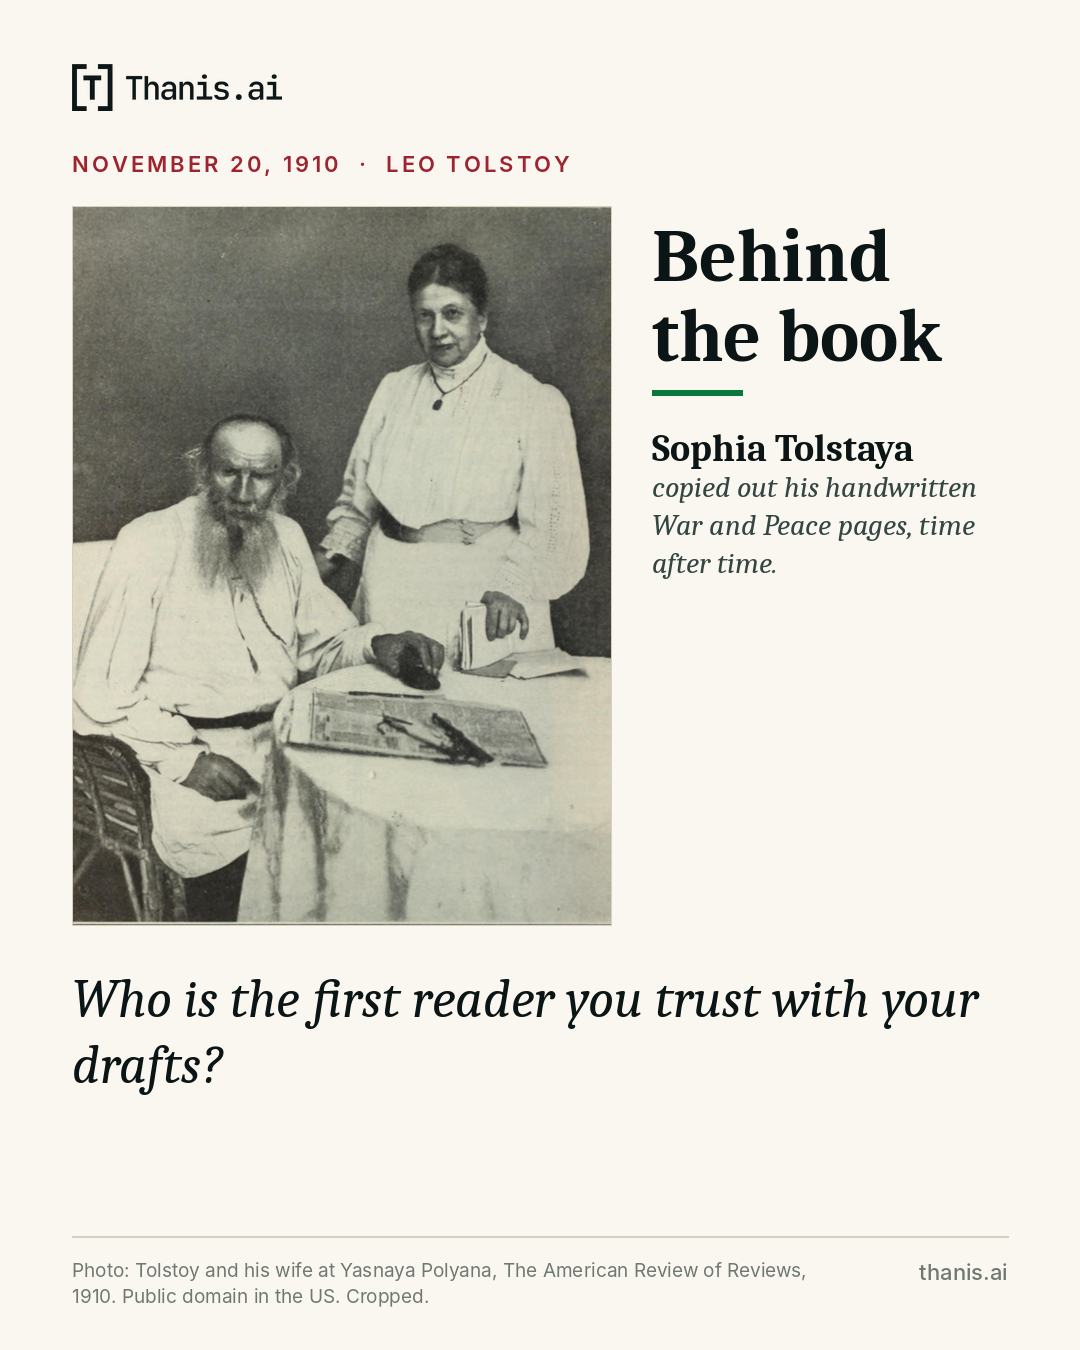 [T] Thanis.ai
NOVEMBER 20, 1910 · LEO TOLSTOY
Behind
the book
Sophia Tolstaya
copied out his handwritten
War and Peace pages, time
after time.
Who is the first reader you trust with your
drafts?
Photo: Tolstoy and his wife at Yasnaya Polyana, The American Review of Reviews,
1910. Public domain in the US. Cropped.
thanis.ai